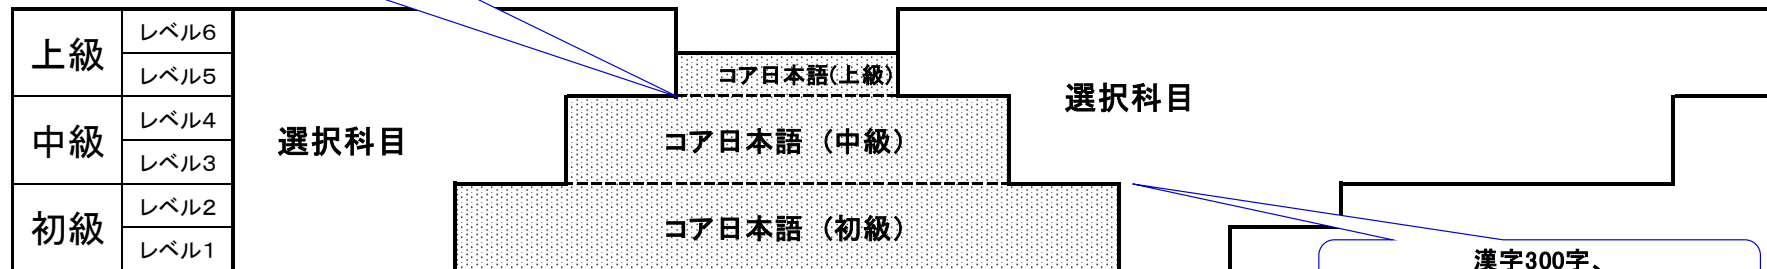 上級
レベル6
レベル5
中級
レベル4
レベル3
初級
レベル2
レベル1
選択科目
コア日本語(上級)
コア日本語（中級）
コア日本語（初級）
選択科目
漢字300字、